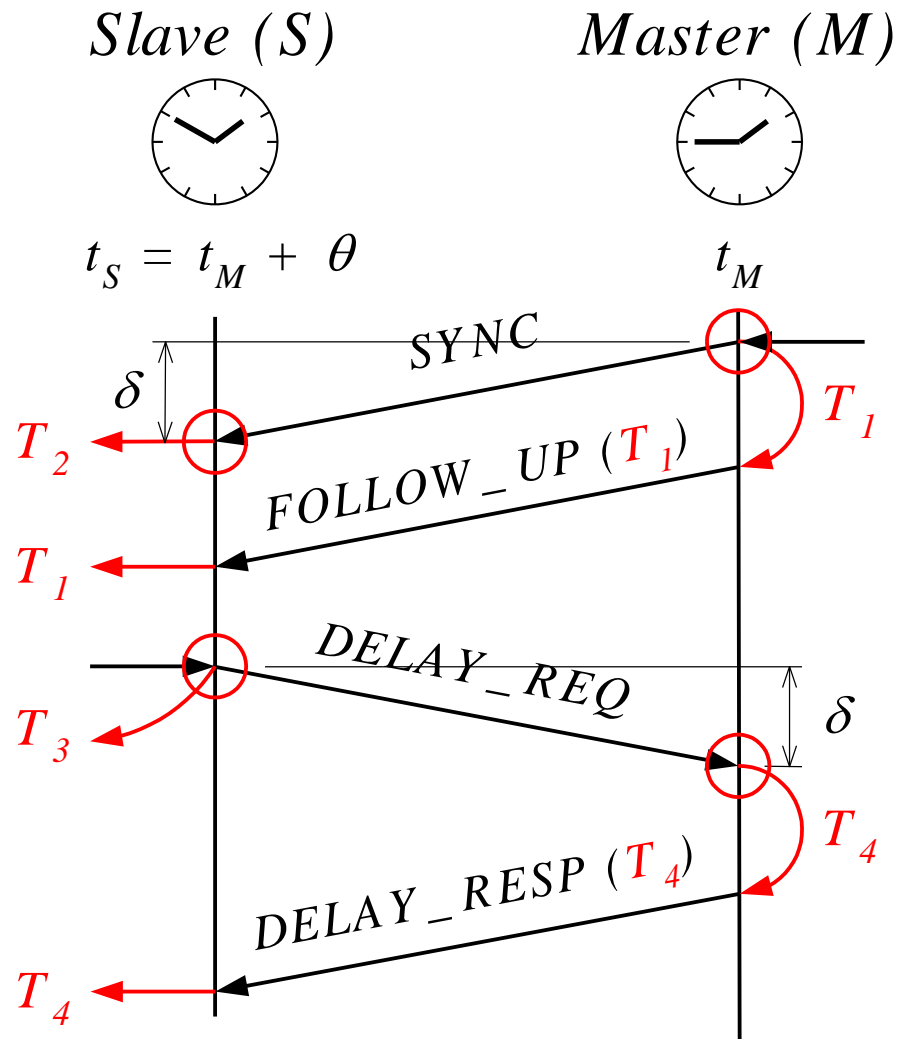 Slave (S)
Master (M)
t_S = t_M + θ
t_M
SYNC
δ
T_1
T_2
FOLLOW_UP (T_1)
T_1
DELAY_REQ
δ
T_3
T_4
DELAY_RESP (T_4)
T_4